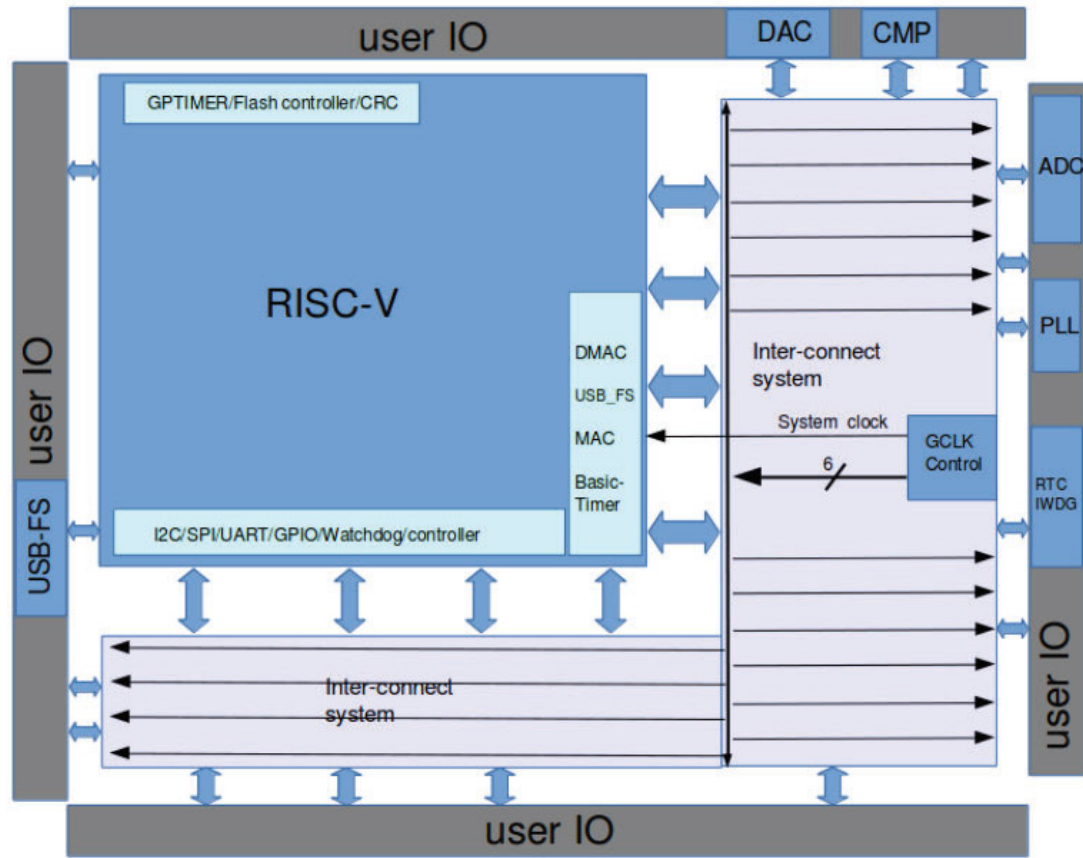 user IO
DAC
CMP
GPTIMER/Flash controller/CRC
ADC
RISC-V
PLL
DMAC
USB_FS
MAC
Basic-
Timer
Inter-connect
system
System clock
6
GCLK
Control
RTC
IWDG
user IO
USB-FS
I2C/SPI/UART/GPIO/Watchdog/controller
Inter-connect
system
user IO
user IO